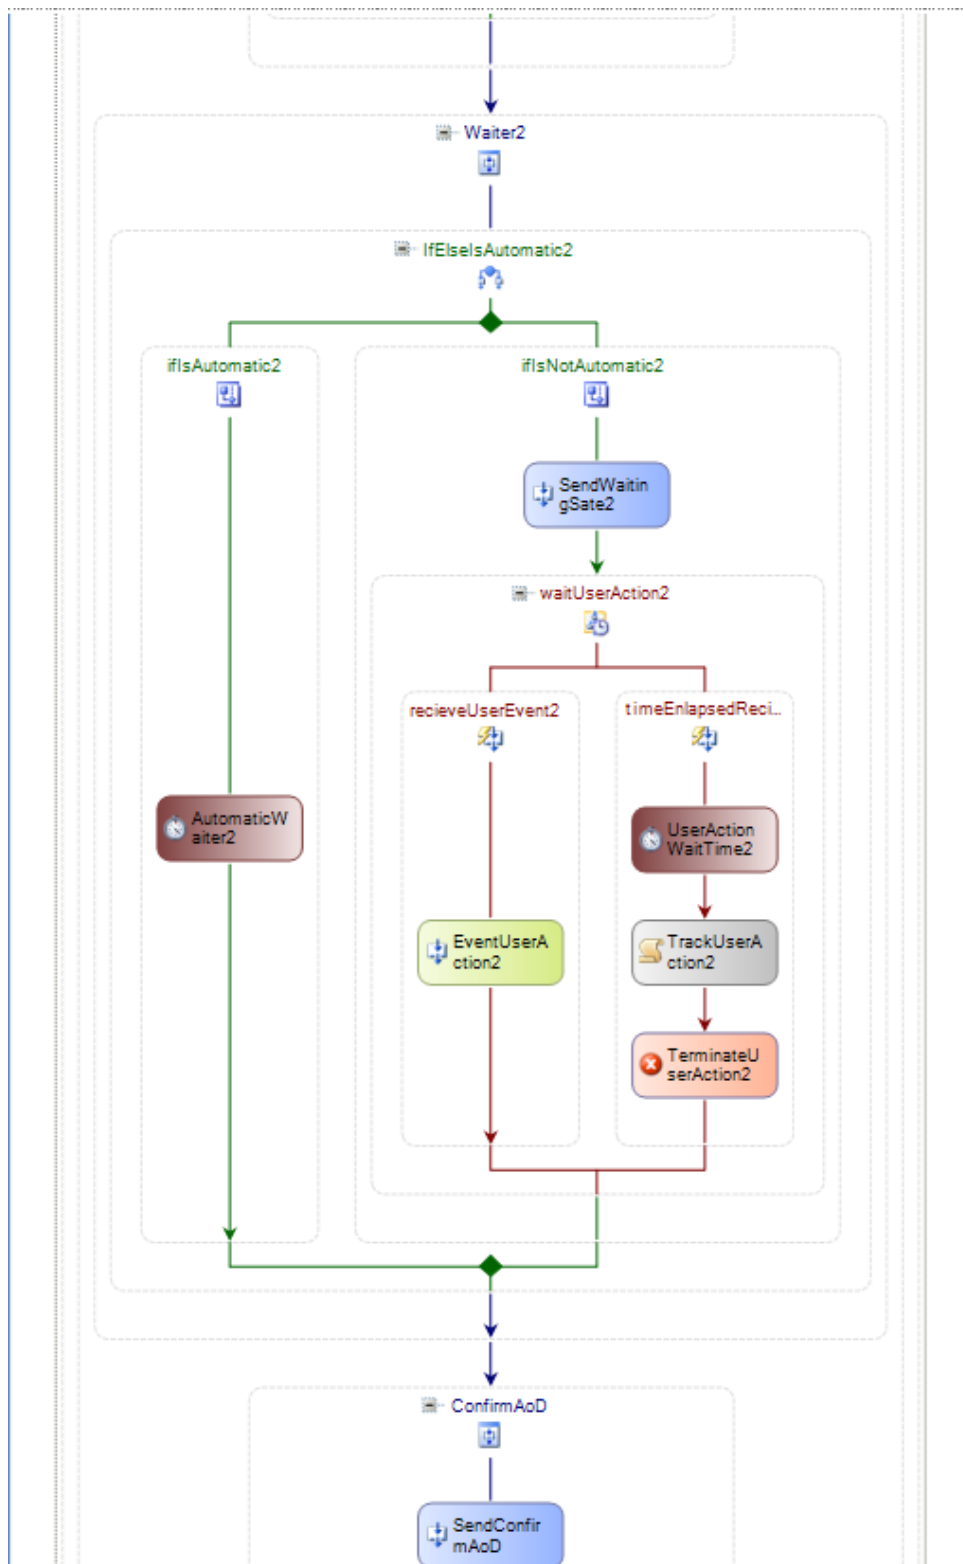 Waiter2
IfElseIsAutomatic2
ifIsAutomatic2
ifIsNotAutomatic2
SendWaitin
gSate2
waitUserAction2
recieveUserEvent2
timeEnlapsedReci...
AutomaticW
aiter2
UserAction
WaitTime2
EventUserA
ction2
TrackUserA
ction2
TerminateU
serAction2
ConfirmAoD
SendConfir
mAoD